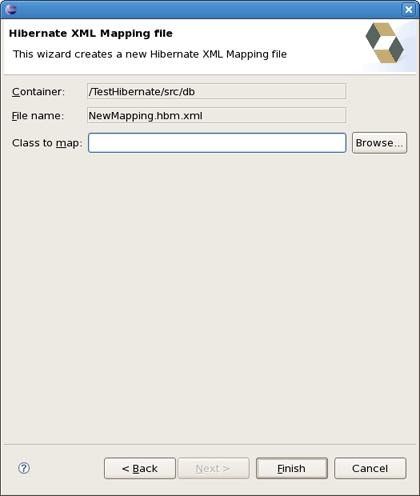 Hibernate XML Mapping file
This wizard creates a new Hibernate XML Mapping file
Container: /TestHibernate/src/db
File name: NewMapping.hbm.xml
Class to map: Browse...
? < Back Next > Finish Cancel